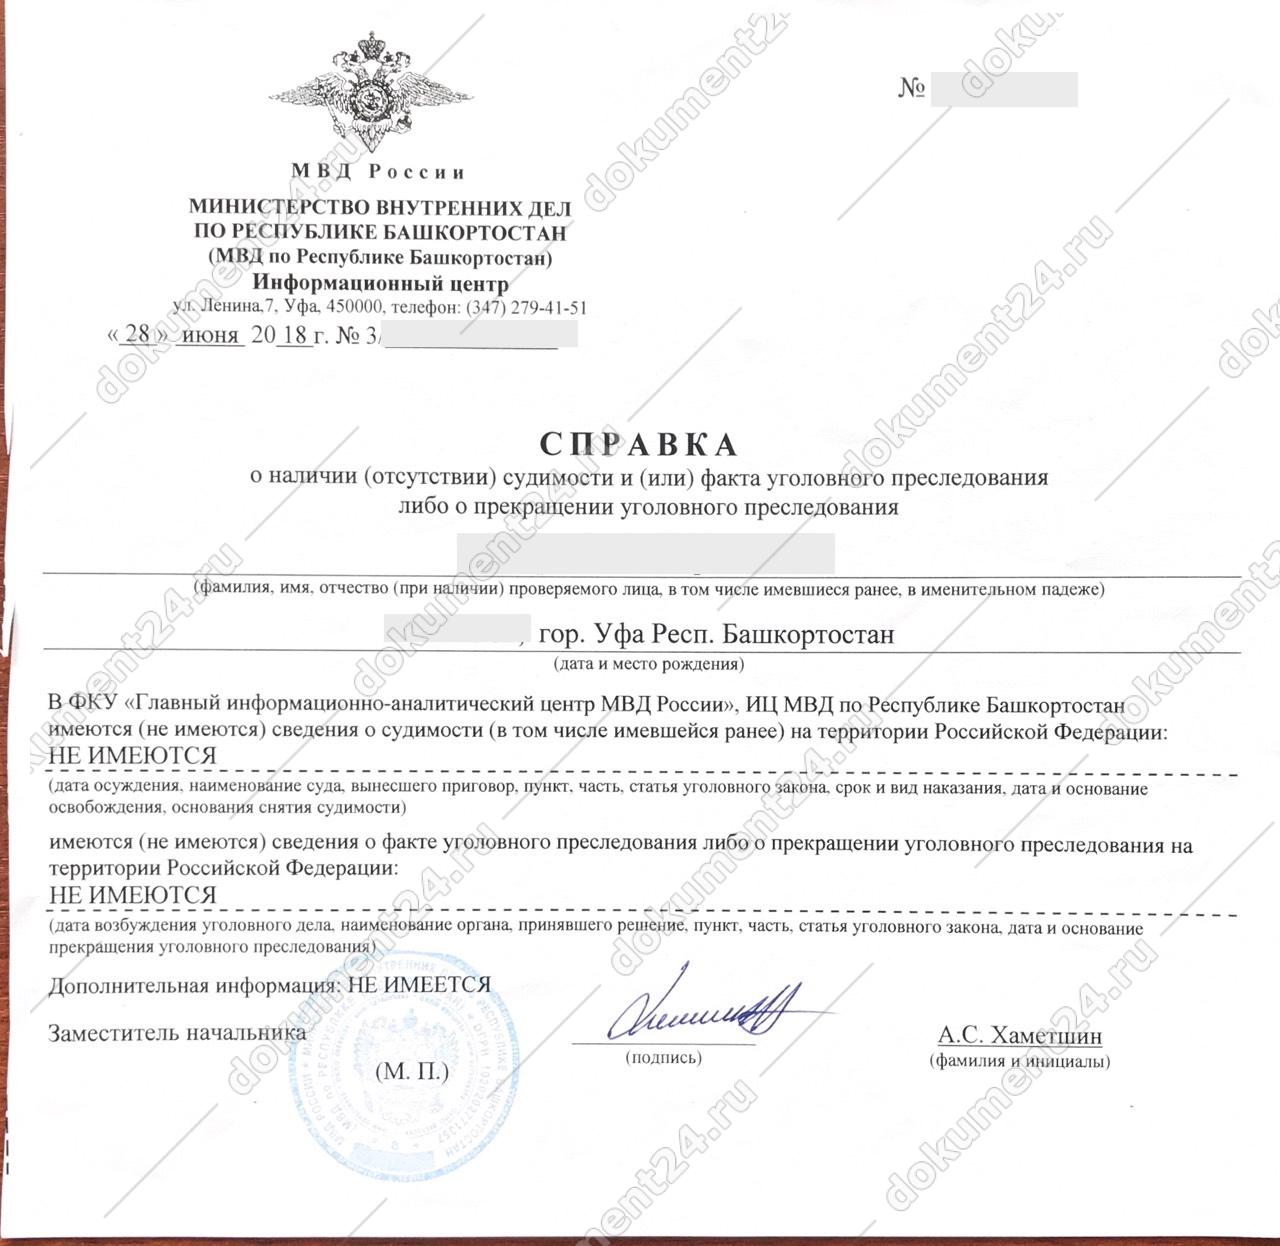 №
МВД России
МИНИСТЕРСТВО ВНУТРЕННИХ ДЕЛ
ПО РЕСПУБЛИКЕ БАШКОРТОСТАН
(МВД по Республике Башкортостан)
Информационный центр
ул. Ленина,7, Уфа, 450000, телефон: (347) 279-41-51
« 28 » июня 20 18 г. № 3/
СПРАВКА
о наличии (отсутствии) судимости и (или) факта уголовного преследования
либо о прекращении уголовного преследования
(фамилия, имя, отчество (при наличии) проверяемого лица, в том числе имевшиеся ранее, в именительном падеже)
, гор. Уфа Респ. Башкортостан
(дата и место рождения)
В ФКУ «Главный информационно-аналитический центр МВД России», ИЦ МВД по Республике Башкортостан
имеются (не имеются) сведения о судимости (в том числе имевшейся ранее) на территории Российской Федерации:
НЕ ИМЕЮТСЯ
(дата осуждения, наименование суда, вынесшего приговор, пункт, часть, статья уголовного закона, срок и вид наказания, дата и основание
освобождения, основания снятия судимости)
имеются (не имеются) сведения о факте уголовного преследования либо о прекращении уголовного преследования на
территории Российской Федерации:
НЕ ИМЕЮТСЯ
(дата возбуждения уголовного дела, наименование органа, принявшего решение, пункт, часть, статья уголовного закона, дата и основание
прекращения уголовного преследования)
Дополнительная информация: НЕ ИМЕЕТСЯ
Заместитель начальника
(М. П.)
(подпись)
А.С. Хаметшин
(фамилия и инициалы)
dokument24.ru